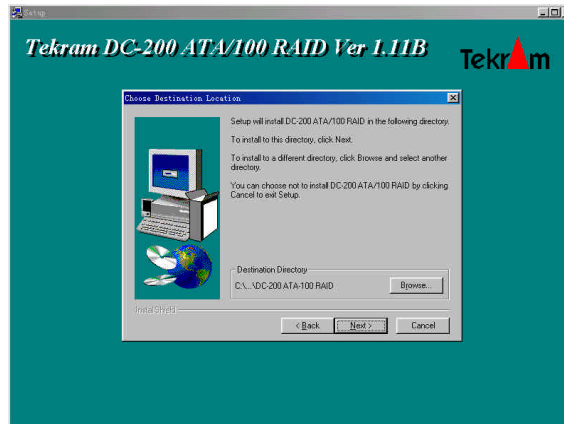 Setup
Tekram DC-200 ATA/100 RAID Ver 1.11B
Tekram
Choose Destination Location
Setup will install DC-200 ATA/100 RAID in the following directory.
To install to this directory, click Next.
To install to a different directory, click Browse and select another
directory.
You can choose not to install DC-200 ATA/100 RAID by clicking
Cancel to exit Setup.
Destination Directory
C:\...\DC-200 ATA-100 RAID
Browse...
InstallShield
< Back
Next >
Cancel